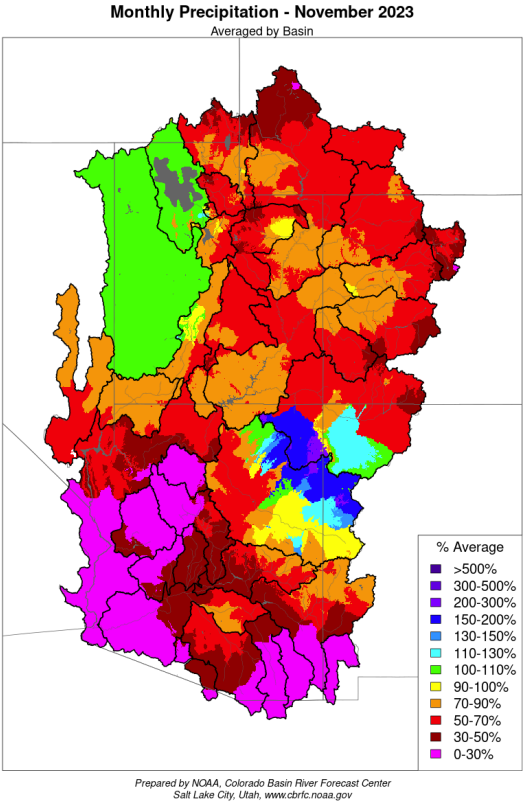 Monthly Precipitation - November 2023
Averaged by Basin
% Average
>500%
300-500%
200-300%
150-200%
130-150%
110-130%
100-110%
90-100%
70-90%
50-70%
30-50%
0-30%
Prepared by NOAA, Colorado Basin River Forecast Center
Salt Lake City, Utah, www.cbrfc.noaa.gov